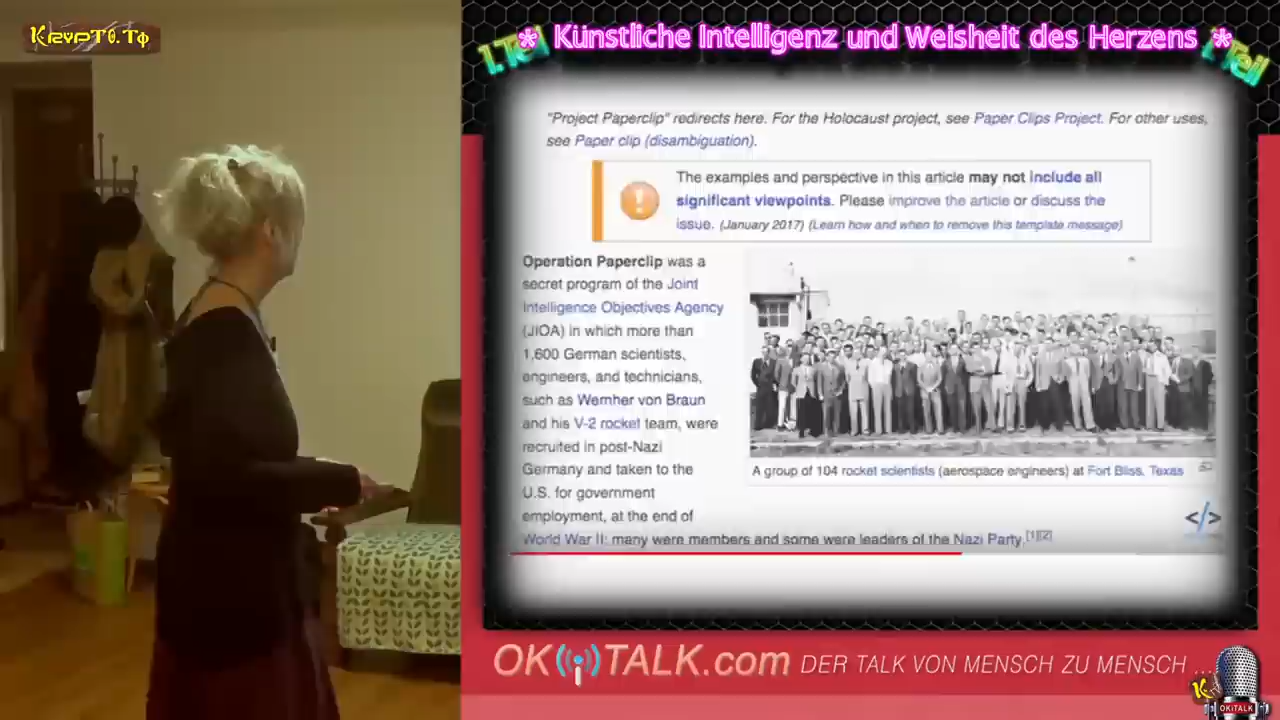 KrypT0.Tφ
1.Teil * Künstliche Intelligenz und Weisheit des Herzens * 1.Teil
"Project Paperclip" redirects here. For the Holocaust project, see Paper Clips Project. For other uses,
see Paper clip (disambiguation).
The examples and perspective in this article may not include all
significant viewpoints. Please improve the article or discuss the
issue. (January 2017) (Learn how and when to remove this template message)
Operation Paperclip was a
secret program of the Joint
Intelligence Objectives Agency
(JIOA) in which more than
1,600 German scientists,
engineers, and technicians,
such as Wernher von Braun
and his V-2 rocket team, were
recruited in post-Nazi
Germany and taken to the
U.S. for government
employment, at the end of
World War II; many were members and some were leaders of the Nazi Party.[1][2]
A group of 104 rocket scientists (aerospace engineers) at Fort Bliss, Texas
</>
OK TALK.com DER TALK VON MENSCH ZU MENSCH ...
OKiTALK